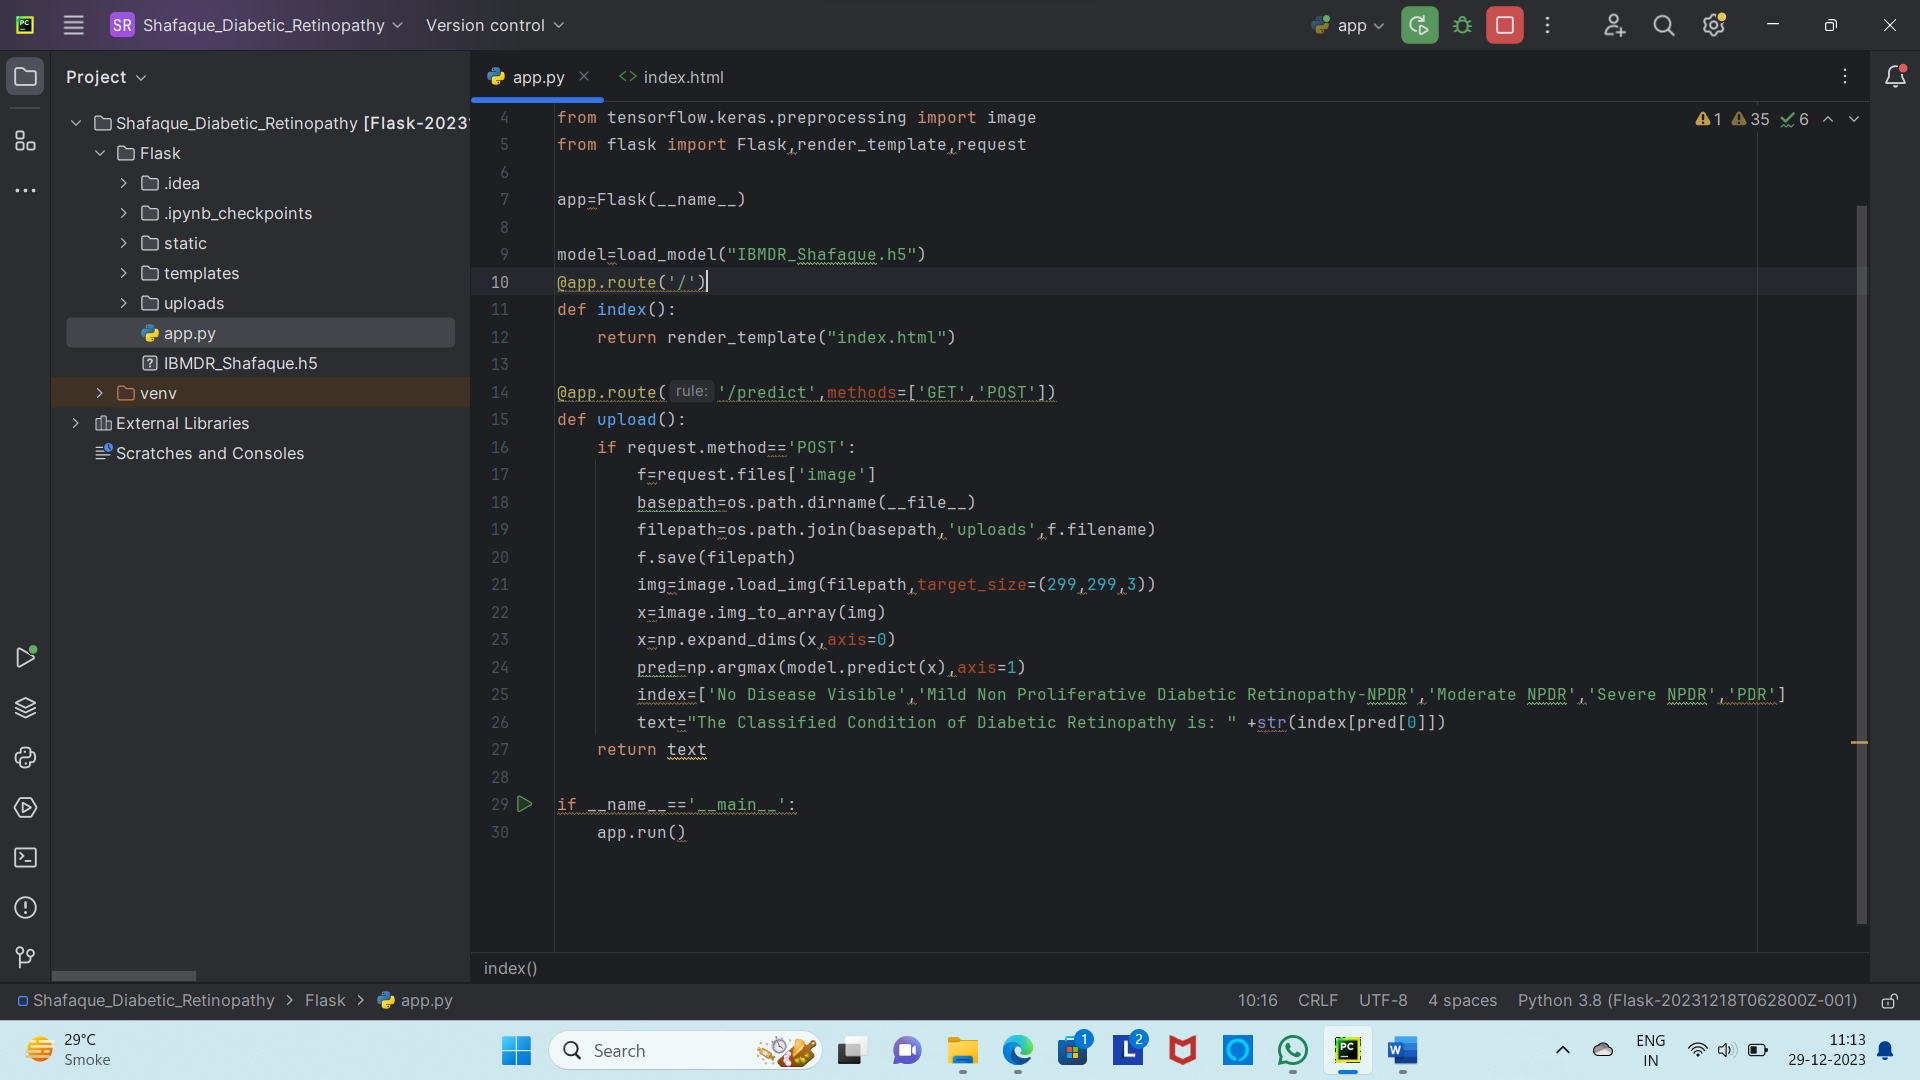 SR Shafaque_Diabetic_Retinopathy Version control app
Project
app.py index.html
Shafaque_Diabetic_Retinopathy [Flask-2023
Flask
.idea
.ipynb_checkpoints
static
templates
uploads
app.py
IBMDR_Shafaque.h5
venv
External Libraries
Scratches and Consoles
1 35 6
4 from tensorflow.keras.preprocessing import image
5 from flask import Flask,render_template,request
6
7 app=Flask(__name__)
8
9 model=load_model("IBMDR_Shafaque.h5")
10 @app.route('/')
11 def index():
12 return render_template("index.html")
13
14 @app.route( rule: '/predict',methods=['GET','POST'])
15 def upload():
16 if request.method=='POST':
17 f=request.files['image']
18 basepath=os.path.dirname(__file__)
19 filepath=os.path.join(basepath,'uploads',f.filename)
20 f.save(filepath)
21 img=image.load_img(filepath,target_size=(299,299,3))
22 x=image.img_to_array(img)
23 x=np.expand_dims(x,axis=0)
24 pred=np.argmax(model.predict(x),axis=1)
25 index=['No Disease Visible','Mild Non Proliferative Diabetic Retinopathy-NPDR','Moderate NPDR','Severe NPDR','PDR']
26 text="The Classified Condition of Diabetic Retinopathy is: " +str(index[pred[0]])
27 return text
28
29 if __name__=='__main__':
30 app.run()
index()
Shafaque_Diabetic_Retinopathy > Flask > app.py 10:16 CRLF UTF-8 4 spaces Python 3.8 (Flask-20231218T062800Z-001)
29°C
Smoke
Search
1
L 2
PC
W
ENG
IN
11:13
29-12-2023